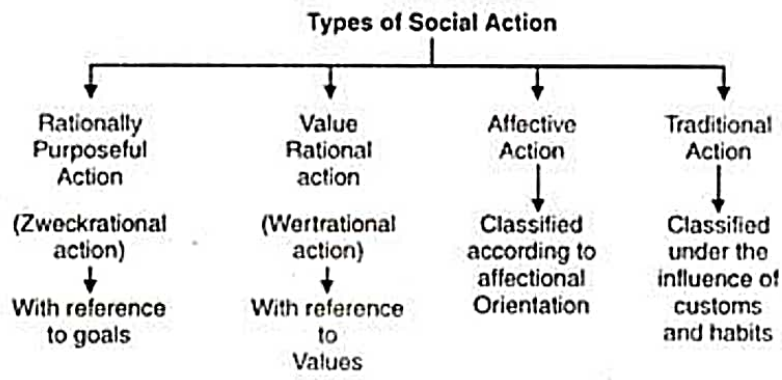 Types of Social Action
Rationally
Purposeful
Action
(Zweckrational
action)
With reference
to goals
Value
Rational
action
(Wertrational
action)
With reference
to
Values
Affective
Action
Classified
according to
affectional
Orientation
Traditional
Action
Classified
under the
influence of
customs
and habits